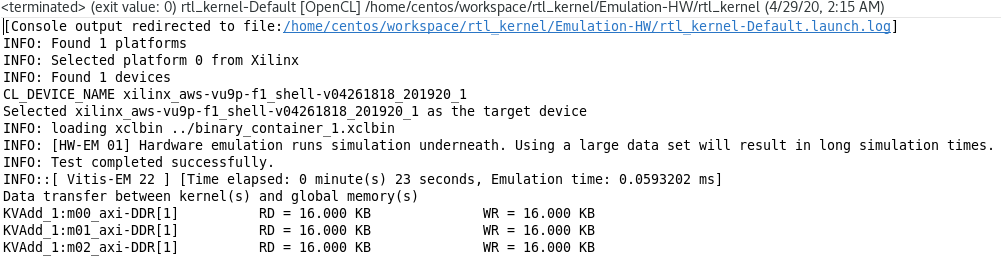 <terminated> (exit value: 0) rtl_kernel-Default [OpenCL] /home/centos/workspace/rtl_kernel/Emulation-HW/rtl_kernel (4/29/20, 2:15 AM)
[Console output redirected to file:/home/centos/workspace/rtl_kernel/Emulation-HW/rtl_kernel-Default.launch.log]
INFO: Found 1 platforms
INFO: Selected platform 0 from Xilinx
INFO: Found 1 devices
CL_DEVICE_NAME xilinx_aws-vu9p-f1_shell-v04261818_201920_1
Selected xilinx_aws-vu9p-f1_shell-v04261818_201920_1 as the target device
INFO: loading xclbin ../binary_container_1.xclbin
INFO: [HW-EM 01] Hardware emulation runs simulation underneath. Using a large data set will result in long simulation times.
INFO: Test completed successfully.
INFO::[ Vitis-EM 22 ] [Time elapsed: 0 minute(s) 23 seconds, Emulation time: 0.0593202 ms]
Data transfer between kernel(s) and global memory(s)
KVAdd_1:m00_axi-DDR[1]          RD = 16.000 KB              WR = 16.000 KB
KVAdd_1:m01_axi-DDR[1]          RD = 16.000 KB              WR = 16.000 KB
KVAdd_1:m02_axi-DDR[1]          RD = 16.000 KB              WR = 16.000 KB